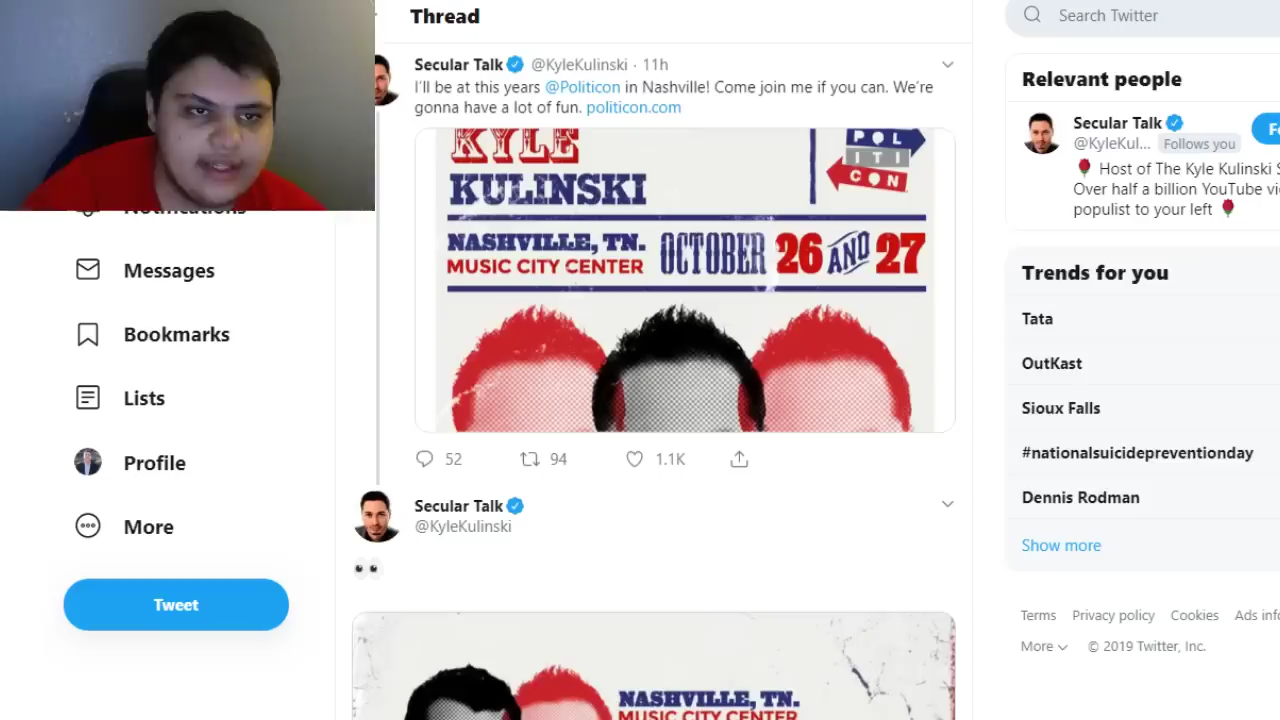 Thread
Secular Talk @KyleKulinski · 11h
I'll be at this years @Politicon in Nashville! Come join me if you can. We're
gonna have a lot of fun. politicon.com
KYLE
KULINSKI
POL
ITI
CON
NASHVILLE, TN.
MUSIC CITY CENTER
OCTOBER 26 AND 27
52
94
1.1K
Secular Talk
@KyleKulinski
NASHVILLE, TN.
MUSIC CITY CENTER
Notifications
Messages
Bookmarks
Lists
Profile
More
Tweet
Search Twitter
Relevant people
Secular Talk
@KyleKul... Follows you
Host of The Kyle Kulinski S
Over half a billion YouTube vi
populist to your left
Trends for you
Tata
OutKast
Sioux Falls
#nationalsuicidepreventionday
Dennis Rodman
Show more
Terms Privacy policy Cookies Ads info
More © 2019 Twitter, Inc.